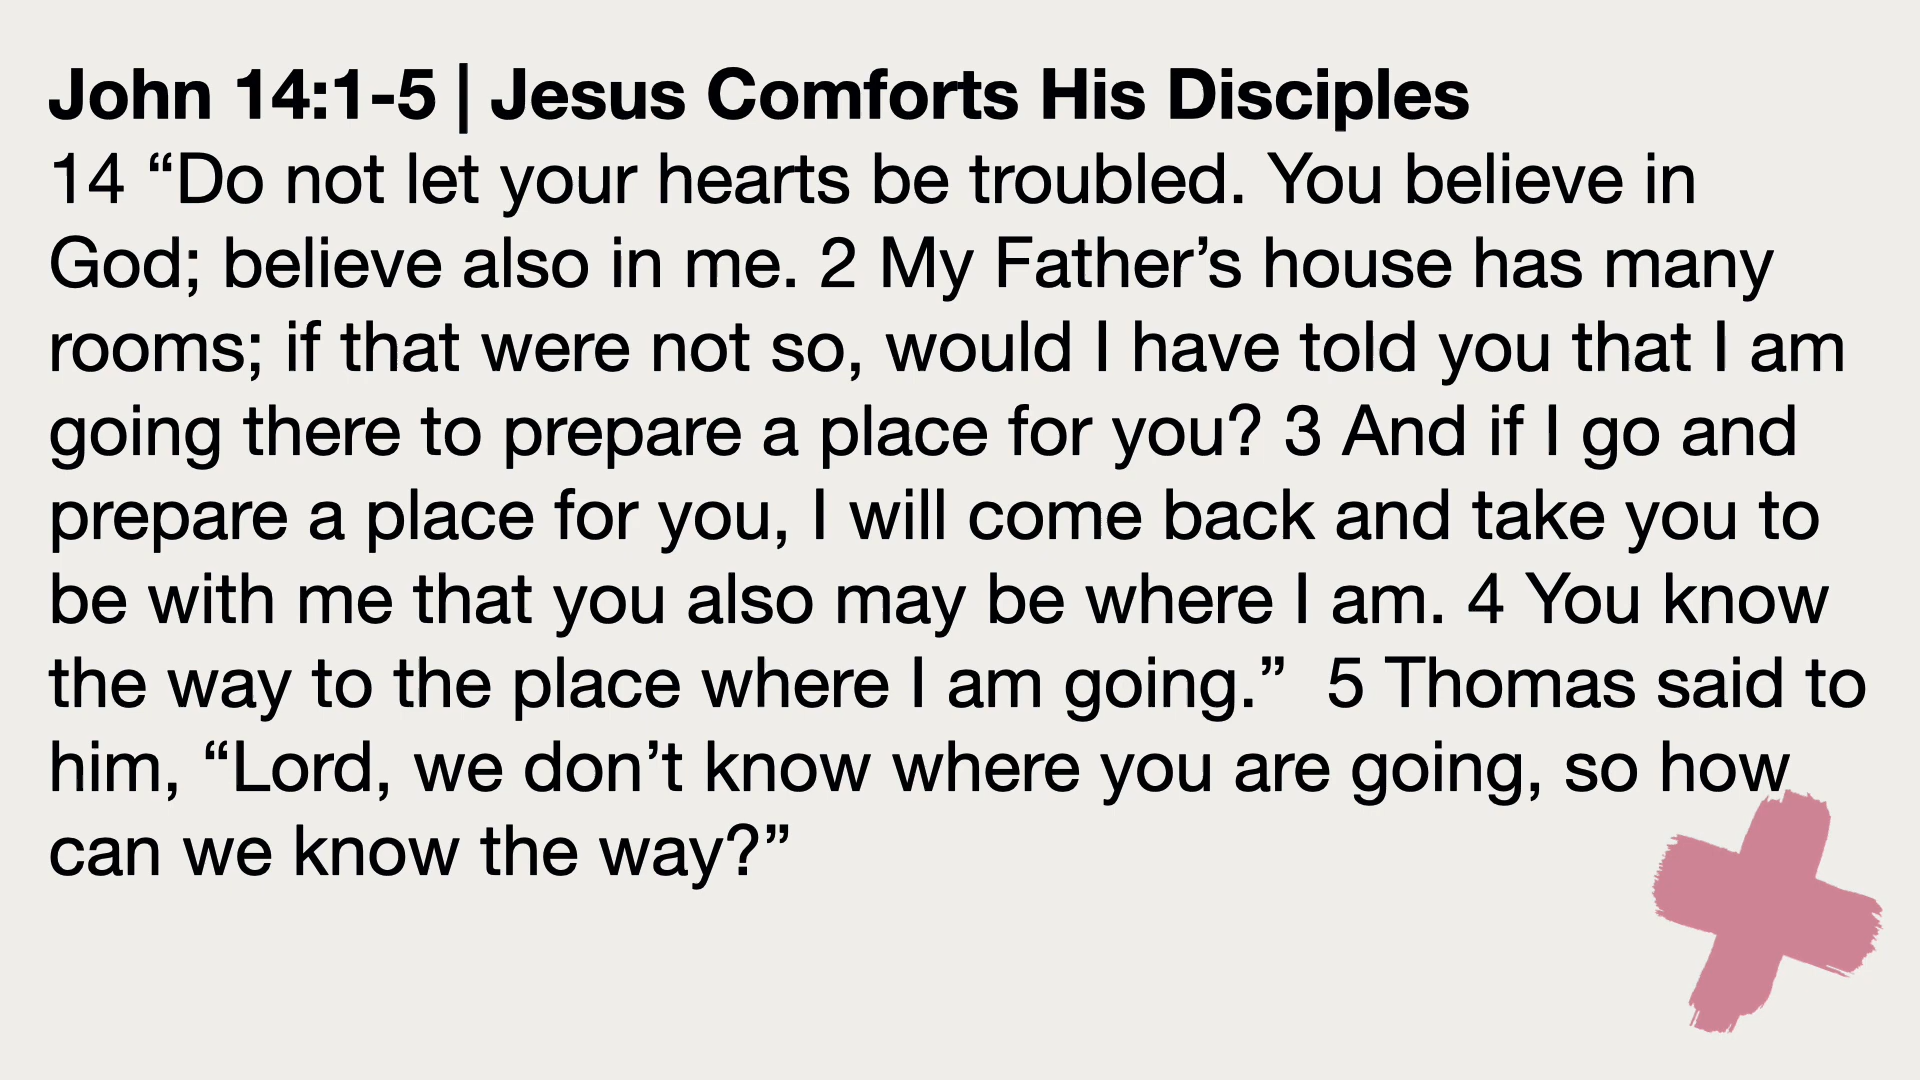 John 14:1-5 | Jesus Comforts His Disciples
14 “Do not let your hearts be troubled. You believe in
God; believe also in me. 2 My Father’s house has many
rooms; if that were not so, would I have told you that I am
going there to prepare a place for you? 3 And if I go and
prepare a place for you, I will come back and take you to
be with me that you also may be where I am. 4 You know
the way to the place where I am going.”  5 Thomas said to
him, “Lord, we don’t know where you are going, so how
can we know the way?”